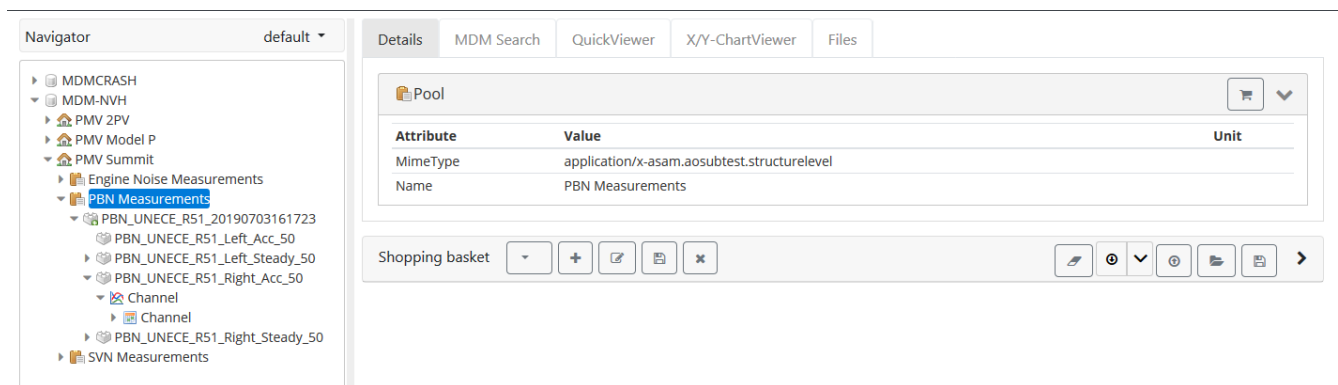 Navigator default
MDMCRASH
MDM-NVH
PMV 2PV
PMV Model P
PMV Summit
Engine Noise Measurements
PBN Measurements
PBN_UNECE_R51_20190703161723
PBN_UNECE_R51_Left_Acc_50
PBN_UNECE_R51_Left_Steady_50
PBN_UNECE_R51_Right_Acc_50
Channel
Channel
PBN_UNECE_R51_Right_Steady_50
SVN Measurements
Details MDM Search QuickViewer X/Y-ChartViewer Files
Pool
Attribute Value Unit
MimeType application/x-asam.aosubtest.structurelevel
Name PBN Measurements
Shopping basket